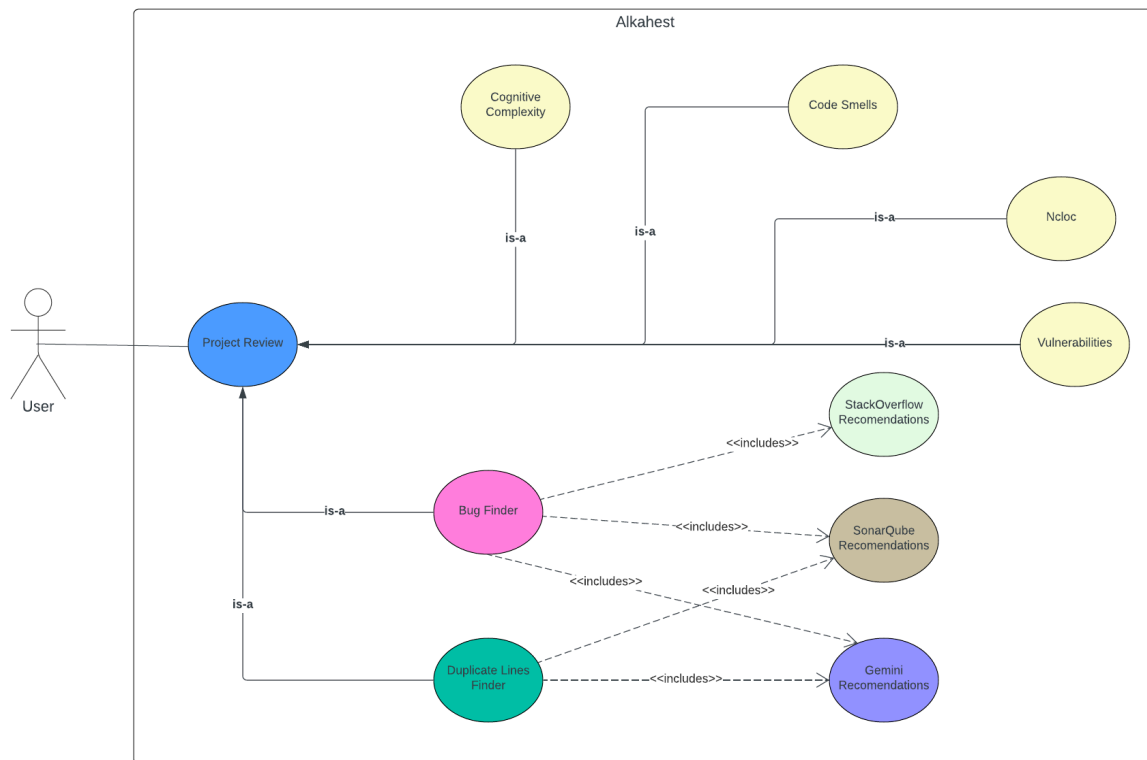 Alkahest
Cognitive
Complexity
Code Smells
Ncloc
is-a
is-a
is-a
User
Project Review
is-a
Vulnerabilities
StackOverflow
Recomendations
<<includes>>
Bug Finder
is-a
<<includes>>
SonarQube
Recomendations
<<includes>>
<<includes>>
is-a
Duplicate Lines
Finder
<<includes>>
Gemini
Recomendations